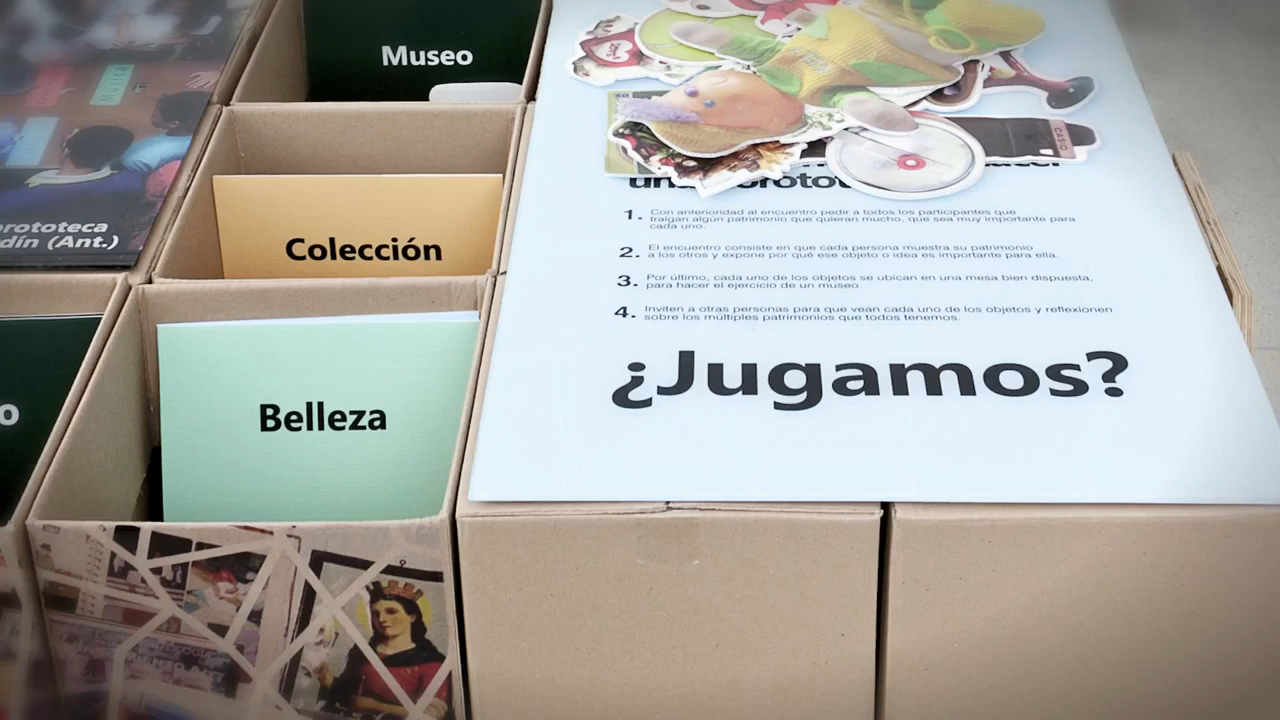 Museo
Colección
Belleza
dín (Ant.)
CASIO
1. Con anterioridad al encuentro pedir a todos los participantes que
traigan algún patrimonio que quieran mucho, que sea muy importante para
cada uno.
2. El encuentro consiste en que cada persona muestra su patrimonio
a los otros y expone por qué ese objeto o idea es importante para ella.
3. Por último, cada uno de los objetos se ubican en una mesa bien dispuesta,
para hacer el ejercicio de un museo.
4. Inviten a otras personas para que vean cada uno de los objetos y reflexionen
sobre los múltiples patrimonios que todos tenemos.
¿Jugamos?